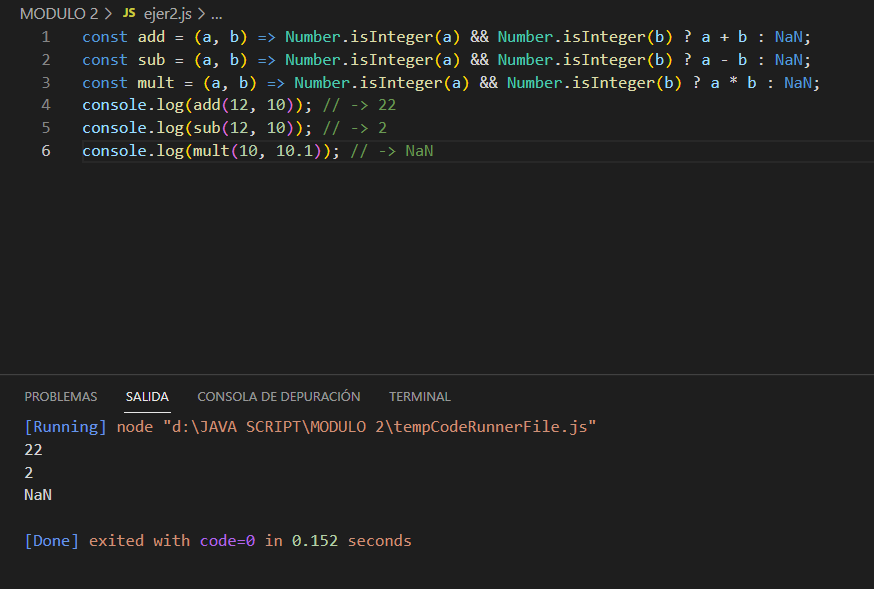 MODULO 2 > JS ejer2.js > ...
1 const add = (a, b) => Number.isInteger(a) && Number.isInteger(b) ? a + b : NaN;
2 const sub = (a, b) => Number.isInteger(a) && Number.isInteger(b) ? a - b : NaN;
3 const mult = (a, b) => Number.isInteger(a) && Number.isInteger(b) ? a * b : NaN;
4 console.log(add(12, 10)); // -> 22
5 console.log(sub(12, 10)); // -> 2
6 console.log(mult(10, 10.1)); // -> NaN
PROBLEMAS SALIDA CONSOLA DE DEPURACIÓN TERMINAL
[Running] node "d:\JAVA SCRIPT\MODULO 2\tempCodeRunnerFile.js"
22
2
NaN
[Done] exited with code=0 in 0.152 seconds